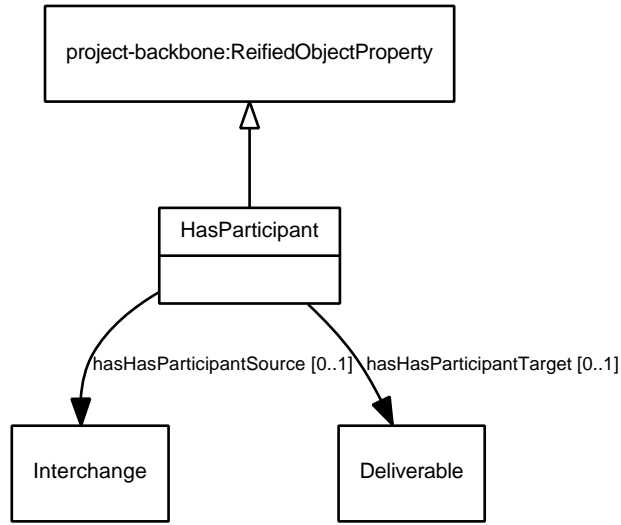 project-backbone:ReifiedObjectProperty
HasParticipant
hasHasParticipantSource [0..1]
hasHasParticipantTarget [0..1]
Interchange
Deliverable